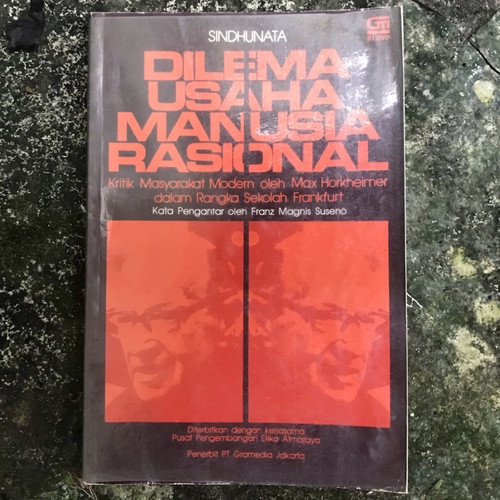 SINDHUNATA
GM
DILEMA
USAHA
MANUSIA
RASIONAL
Kritik Masyarakat Modern oleh Max Horkheimer
dalam Rangka Sekolah Frankfurt
Kata Pengantar oleh Franz Magnis Suseno
Diterbitkan dengan kerjasama
Pusat Pengembangan Etika Atmajaya
Penerbit PT Gramedia Jakarta